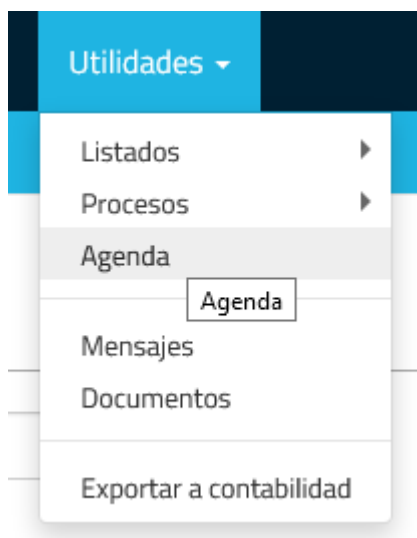 Utilidades
Listados
Procesos
Agenda
Agenda
Mensajes
Documentos
Exportar a contabilidad